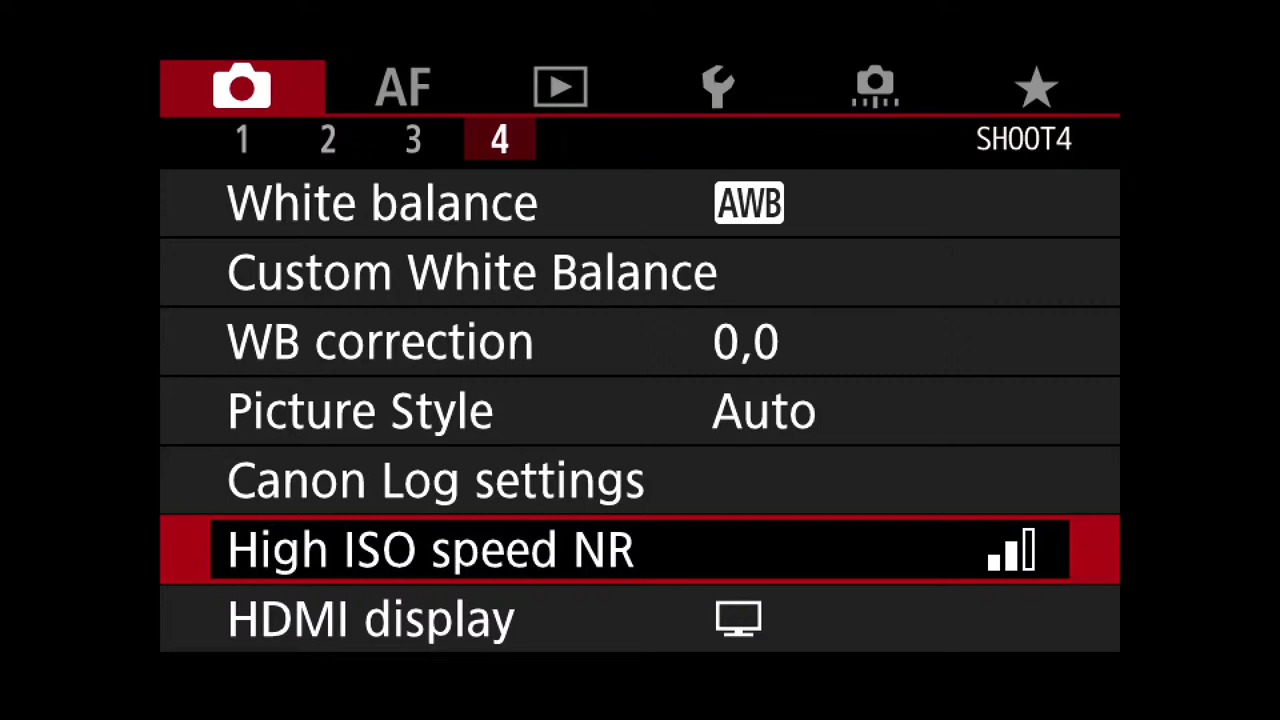 AF
1 2 3 4 SHOOT4
White balance AWB
Custom White Balance
WB correction 0,0
Picture Style Auto
Canon Log settings
High ISO speed NR
HDMI display